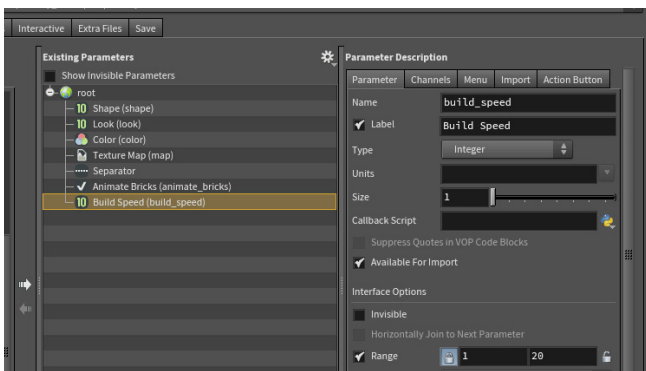 Interactive Extra Files Save
Existing Parameters
Show Invisible Parameters
root
10 Shape (shape)
10 Look (look)
Color (color)
Texture Map (map)
Separator
Animate Bricks (animate_bricks)
10 Build Speed (build_speed)
Parameter Description
Parameter Channels Menu Import Action Button
Name build_speed
Label Build Speed
Type Integer
Units
Size 1
Callback Script
Suppress Quotes in VOP Code Blocks
Available For Import
Interface Options
Invisible
Horizontally Join to Next Parameter
Range 1 20